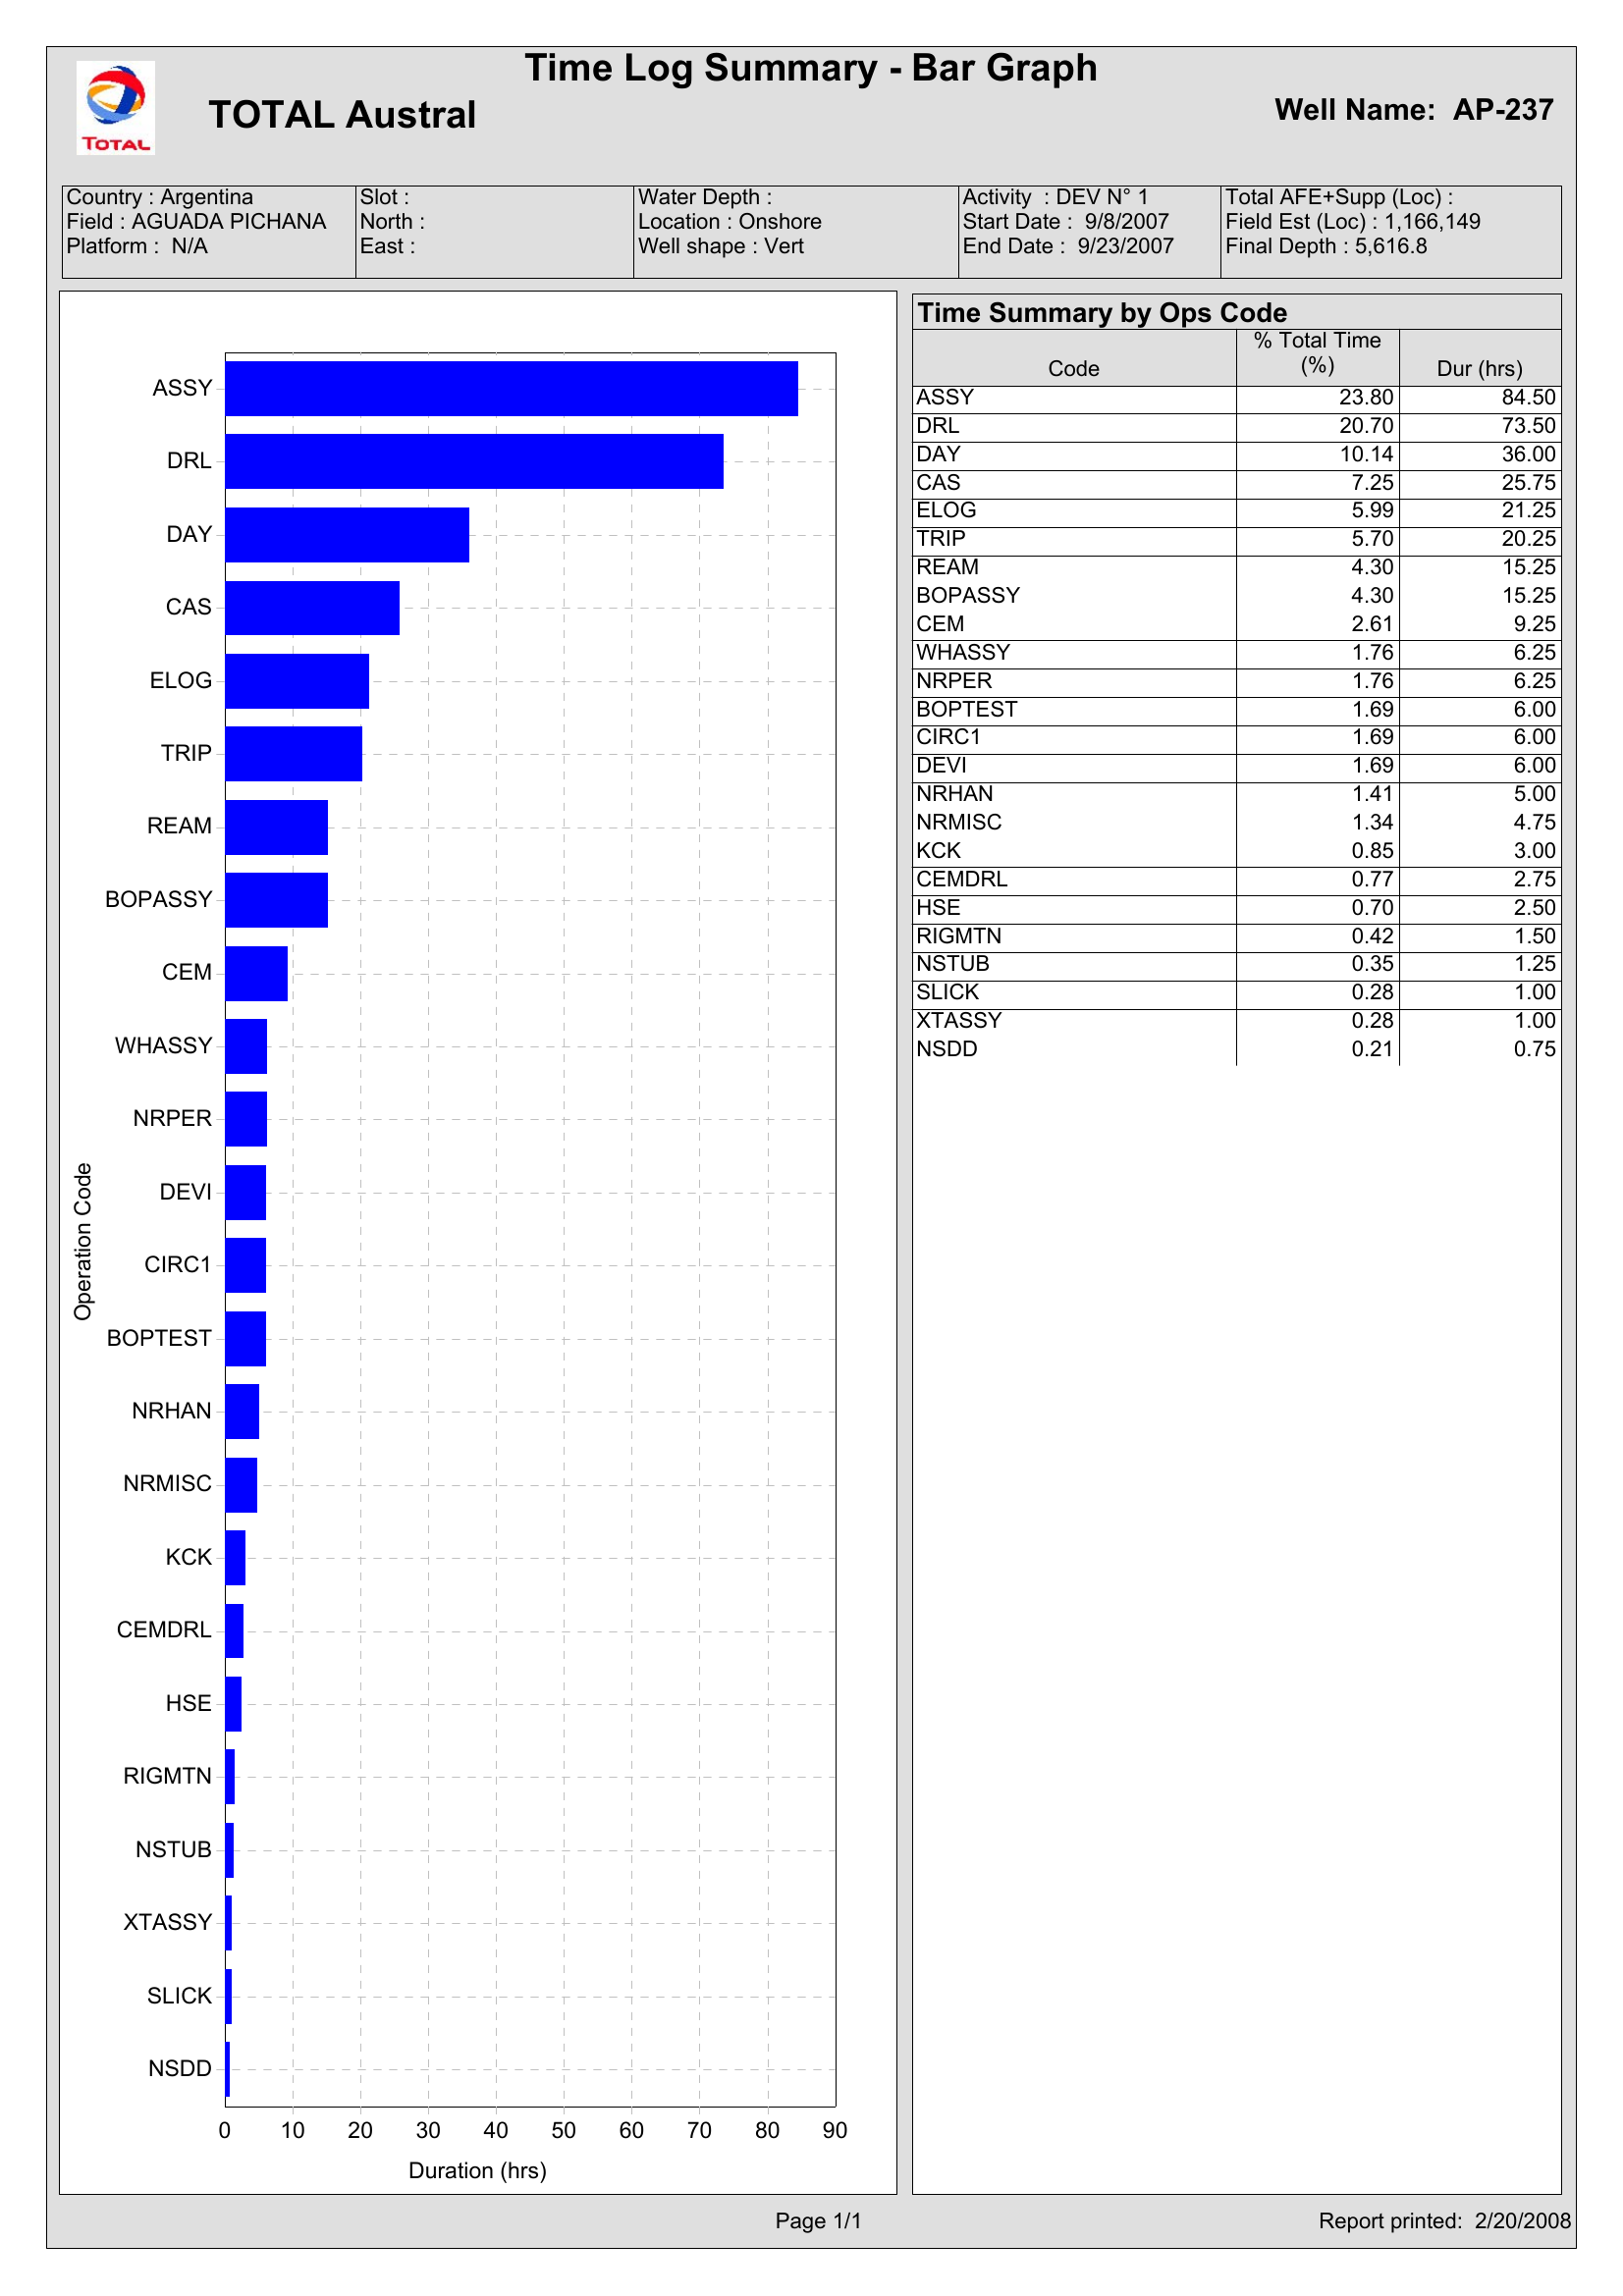 Time Log Summary - Bar Graph
TOTAL
TOTAL Austral
Well Name: AP-237
Country : Argentina
Field : AGUADA PICHANA
Platform : N/A
Slot :
North :
East :
Water Depth :
Location : Onshore
Well shape : Vert
Activity : DEV N° 1
Start Date : 9/8/2007
End Date : 9/23/2007
Total AFE+Supp (Loc) :
Field Est (Loc) : 1,166,149
Final Depth : 5,616.8
Operation Code
ASSY
DRL
DAY
CAS
ELOG
TRIP
REAM
BOPASSY
CEM
WHASSY
NRPER
DEVI
CIRC1
BOPTEST
NRHAN
NRMISC
KCK
CEMDRL
HSE
RIGMTN
NSTUB
XTASSY
SLICK
NSDD
0 10 20 30 40 50 60 70 80 90
Duration (hrs)
Time Summary by Ops Code
Code % Total Time (%) Dur (hrs)
ASSY 23.80 84.50
DRL 20.70 73.50
DAY 10.14 36.00
CAS 7.25 25.75
ELOG 5.99 21.25
TRIP 5.70 20.25
REAM 4.30 15.25
BOPASSY 4.30 15.25
CEM 2.61 9.25
WHASSY 1.76 6.25
NRPER 1.76 6.25
BOPTEST 1.69 6.00
CIRC1 1.69 6.00
DEVI 1.69 6.00
NRHAN 1.41 5.00
NRMISC 1.34 4.75
KCK 0.85 3.00
CEMDRL 0.77 2.75
HSE 0.70 2.50
RIGMTN 0.42 1.50
NSTUB 0.35 1.25
SLICK 0.28 1.00
XTASSY 0.28 1.00
NSDD 0.21 0.75
Page 1/1
Report printed: 2/20/2008